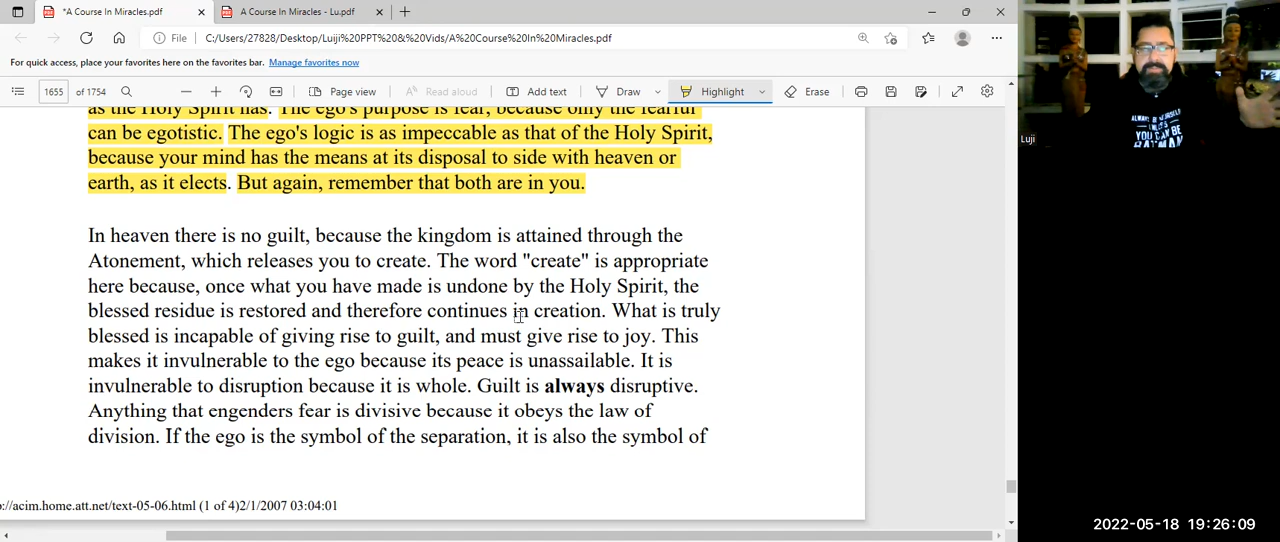 *A Course In Miracles.pdf
A Course In Miracles - Lu.pdf
File
C:/Users/27828/Desktop/Luiji%20PPT%20&%20Vids/A%20Course%20In%20Miracles.pdf
For quick access, place your favorites here on the favorites bar. Manage favorites now
1655 of 1754
Page view
Read aloud
Add text
Draw
Highlight
Erase
as the Holy Spirit has. The ego's purpose is fear, because only the fearful
can be egotistic. The ego's logic is as impeccable as that of the Holy Spirit,
because your mind has the means at its disposal to side with heaven or
earth, as it elects. But again, remember that both are in you.
In heaven there is no guilt, because the kingdom is attained through the
Atonement, which releases you to create. The word "create" is appropriate
here because, once what you have made is undone by the Holy Spirit, the
blessed residue is restored and therefore continues in creation. What is truly
blessed is incapable of giving rise to guilt, and must give rise to joy. This
makes it invulnerable to the ego because its peace is unassailable. It is
invulnerable to disruption because it is whole. Guilt is always disruptive.
Anything that engenders fear is divisive because it obeys the law of
division. If the ego is the symbol of the separation, it is also the symbol of
://acim.home.att.net/text-05-06.html (1 of 4)2/1/2007 03:04:01
Luji
YOU CAN BE
BATMAN
2022-05-18 19:26:09